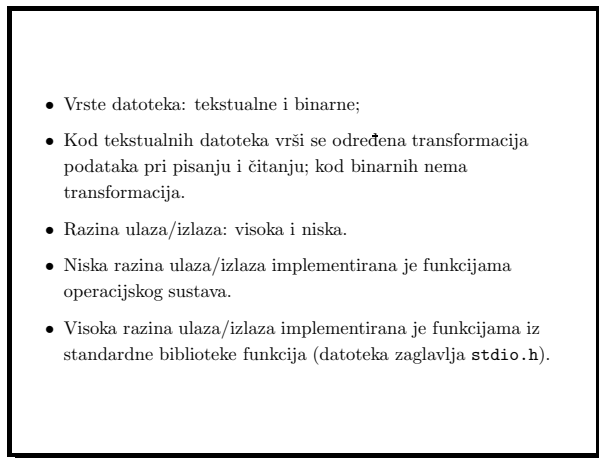 • Vrste datoteka: tekstualne i binarne;
• Kod tekstualnih datoteka vrši se određena transformacija
podataka pri pisanju i čitanju; kod binarnih nema
transformacija.
• Razina ulaza/izlaza: visoka i niska.
• Niska razina ulaza/izlaza implementirana je funkcijama
operacijskog sustava.
• Visoka razina ulaza/izlaza implementirana je funkcijama iz
standardne biblioteke funkcija (datoteka zaglavlja stdio.h).